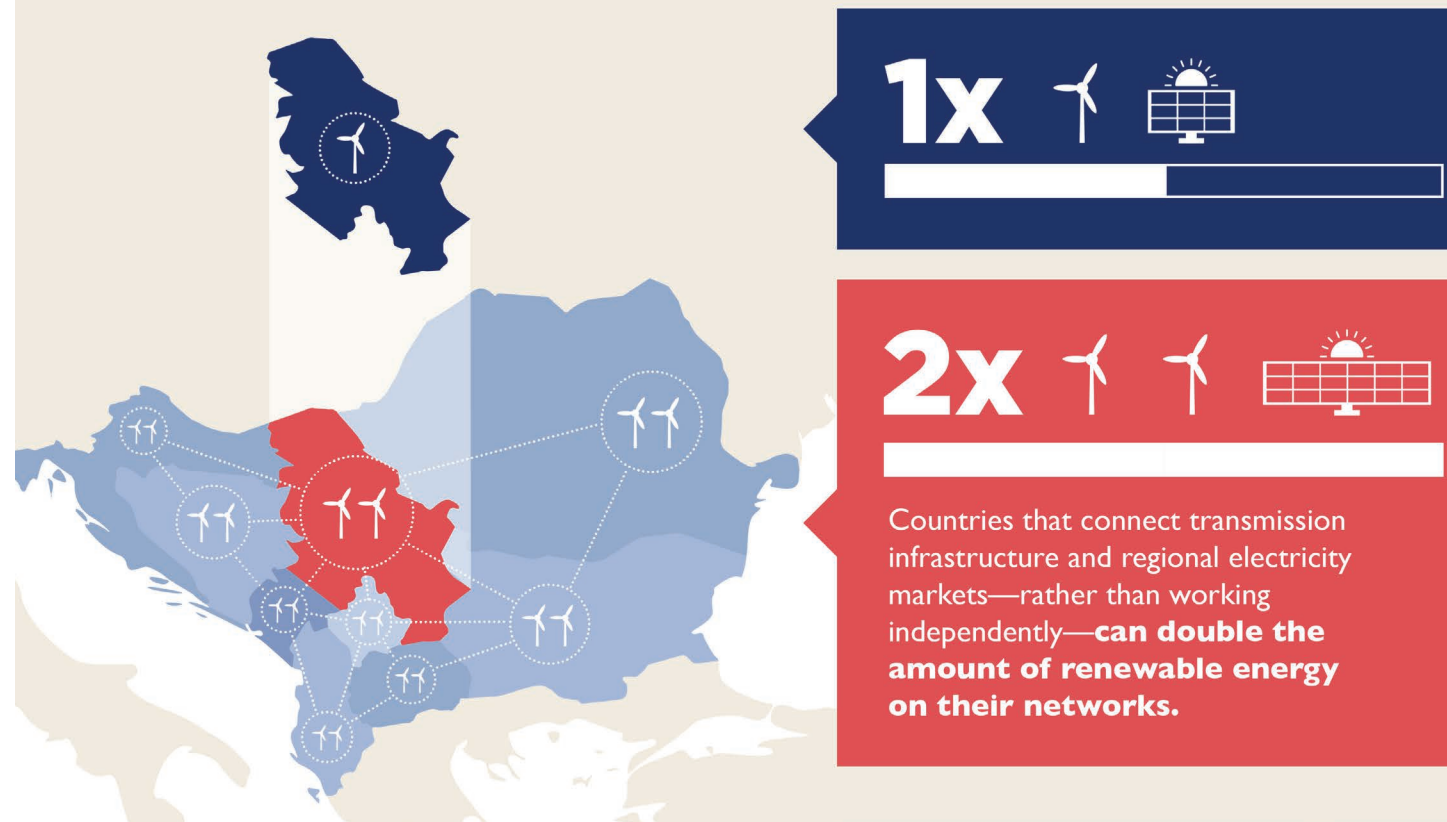 1x
2x
Countries that connect transmission
infrastructure and regional electricity
markets—rather than working
independently—can double the
amount of renewable energy
on their networks.